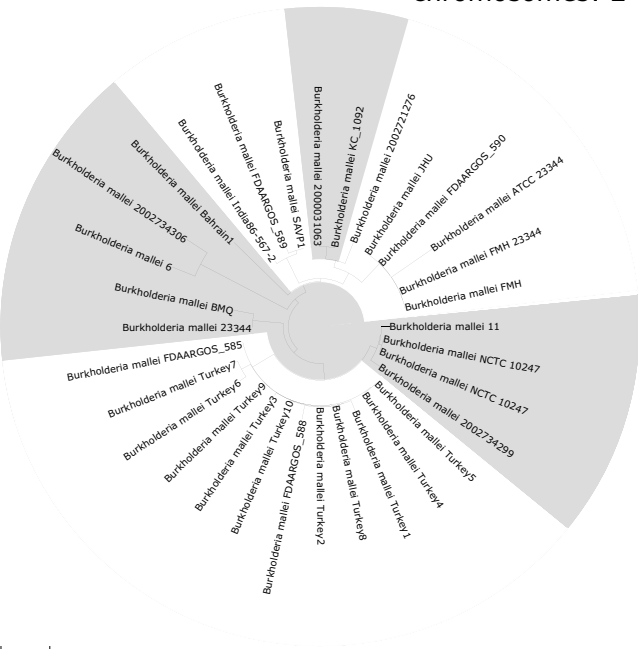 Burkholderia mallei 2000031063
Burkholderia mallei KC_1092
Burkholderia mallei 2002721276
Burkholderia mallei JHU
Burkholderia mallei FDAARGOS_590
Burkholderia mallei ATCC 23344
Burkholderia mallei FMH 23344
Burkholderia mallei FMH
Burkholderia mallei 11
Burkholderia mallei NCTC 10247
Burkholderia mallei NCTC 10247
Burkholderia mallei 2002734299
Burkholderia mallei Turkey5
Burkholderia mallei Turkey4
Burkholderia mallei Turkey1
Burkholderia mallei Turkey8
Burkholderia mallei Turkey2
Burkholderia mallei FDAARGOS_588
Burkholderia mallei Turkey10
Burkholderia mallei Turkey3
Burkholderia mallei Turkey9
Burkholderia mallei Turkey6
Burkholderia mallei Turkey7
Burkholderia mallei FDAARGOS_585
Burkholderia mallei 23344
Burkholderia mallei BMQ
Burkholderia mallei 6
Burkholderia mallei 2002734306
Burkholderia mallei Bahrain1
Burkholderia mallei India86-567-2
Burkholderia mallei FDAARGOS_589
Burkholderia mallei SAVP1